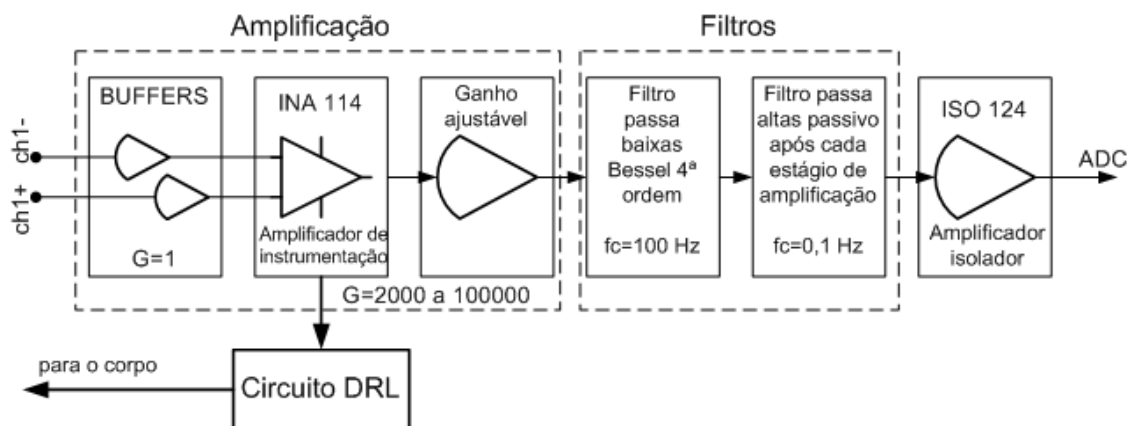 Amplificação
Filtros
ch1-
ch1+
BUFFERS
G=1
INA 114
Amplificador de
instrumentação
Ganho
ajustável
G=2000 a 100000
Filtro
passa
baixas
Bessel 4ª
ordem
fc=100 Hz
Filtro passa
altas passivo
após cada
estágio de
amplificação
fc=0,1 Hz
ISO 124
Amplificador
isolador
ADC
para o corpo
Circuito DRL